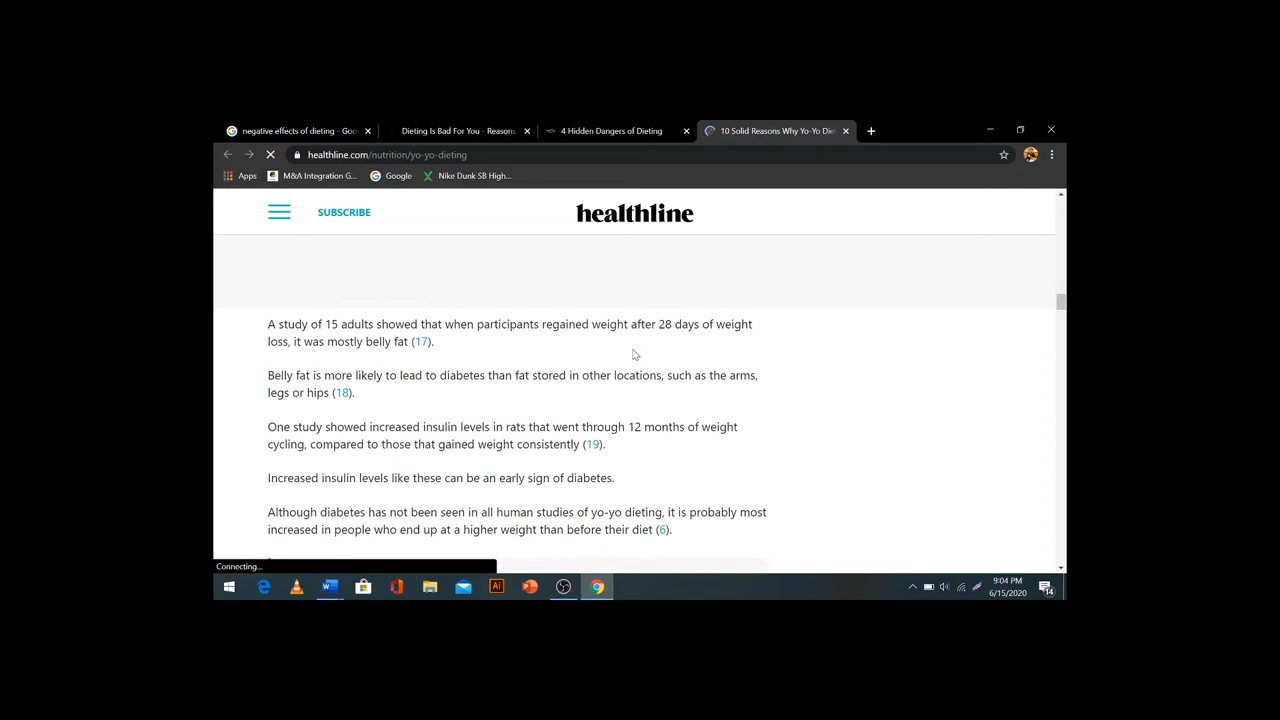 negative effects of dieting - Goo
Dieting Is Bad For You - Reasons
4 Hidden Dangers of Dieting
10 Solid Reasons Why Yo-Yo Die
healthline.com/nutrition/yo-yo-dieting
Apps
M&A Integration G...
Google
Nike Dunk SB High...
SUBSCRIBE
healthline
A study of 15 adults showed that when participants regained weight after 28 days of weight
loss, it was mostly belly fat (17).
Belly fat is more likely to lead to diabetes than fat stored in other locations, such as the arms,
legs or hips (18).
One study showed increased insulin levels in rats that went through 12 months of weight
cycling, compared to those that gained weight consistently (19).
Increased insulin levels like these can be an early sign of diabetes.
Although diabetes has not been seen in all human studies of yo-yo dieting, it is probably most
increased in people who end up at a higher weight than before their diet (6).
Connecting...
Ai
9:04 PM
6/15/2020
14